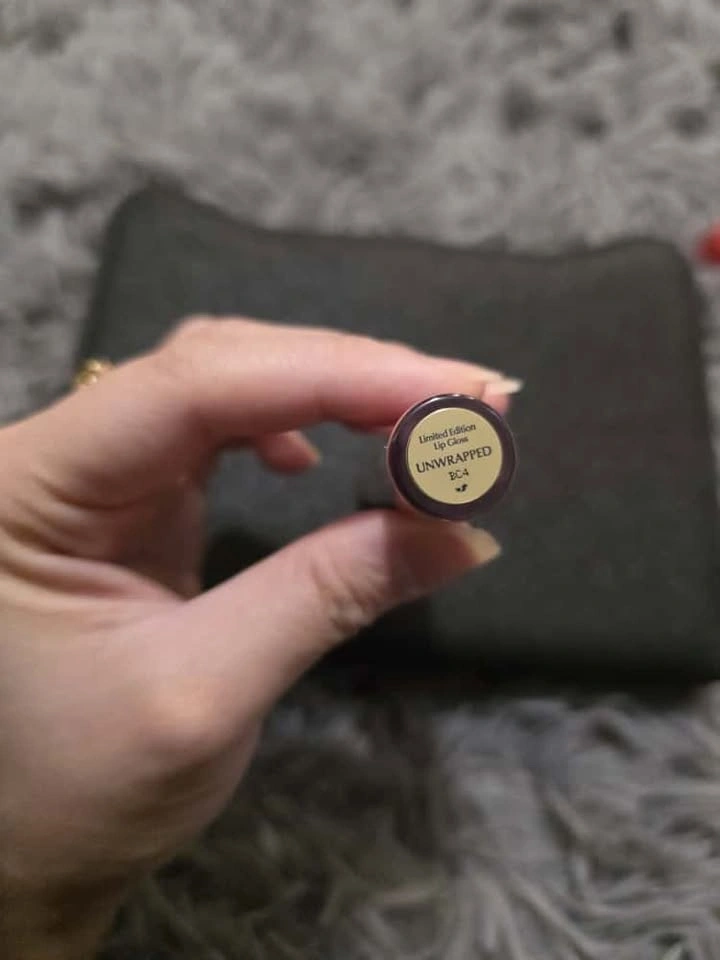 Limited Edition
Lip Gloss
UNWRAPPED
BC4